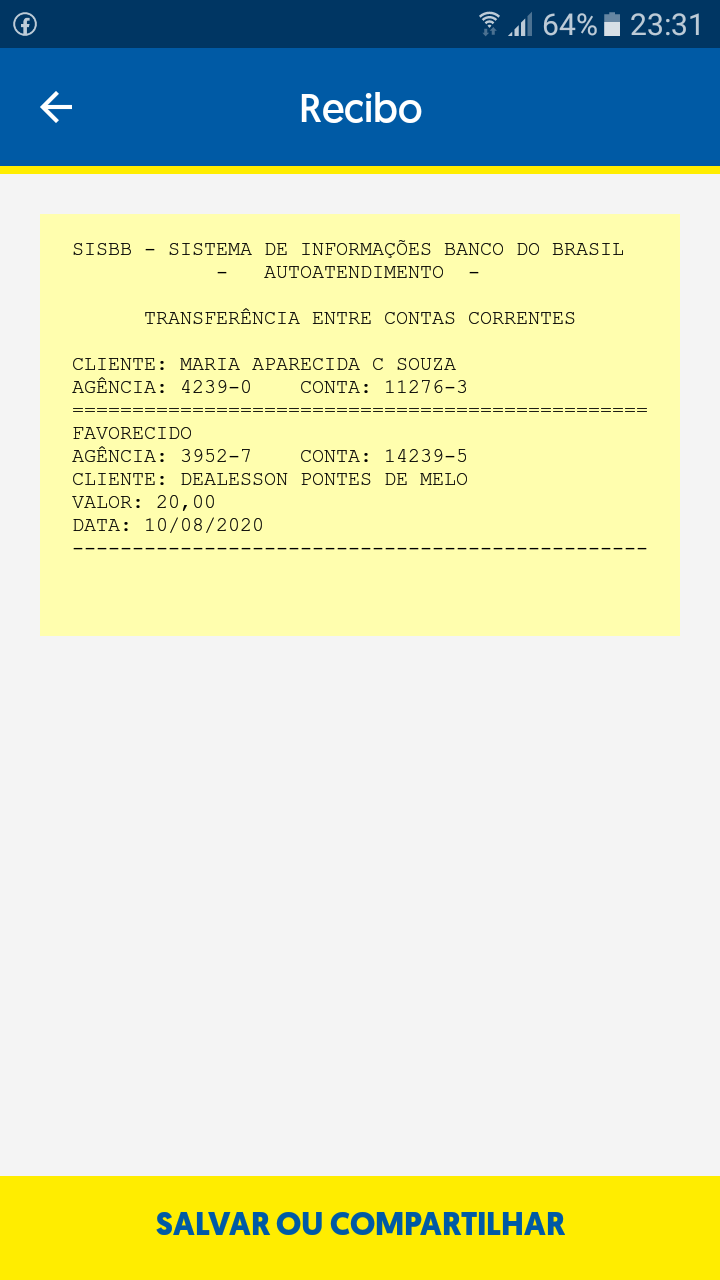 64% 23:31
Recibo
SISBB - SISTEMA DE INFORMAÇÕES BANCO DO BRASIL
- AUTOATENDIMENTO -
TRANSFERÊNCIA ENTRE CONTAS CORRENTES
CLIENTE: MARIA APARECIDA C SOUZA
AGÊNCIA: 4239-0 CONTA: 11276-3
================================================
FAVORECIDO
AGÊNCIA: 3952-7 CONTA: 14239-5
CLIENTE: DEALESSON PONTES DE MELO
VALOR: 20,00
DATA: 10/08/2020
------------------------------------------------
SALVAR OU COMPARTILHAR